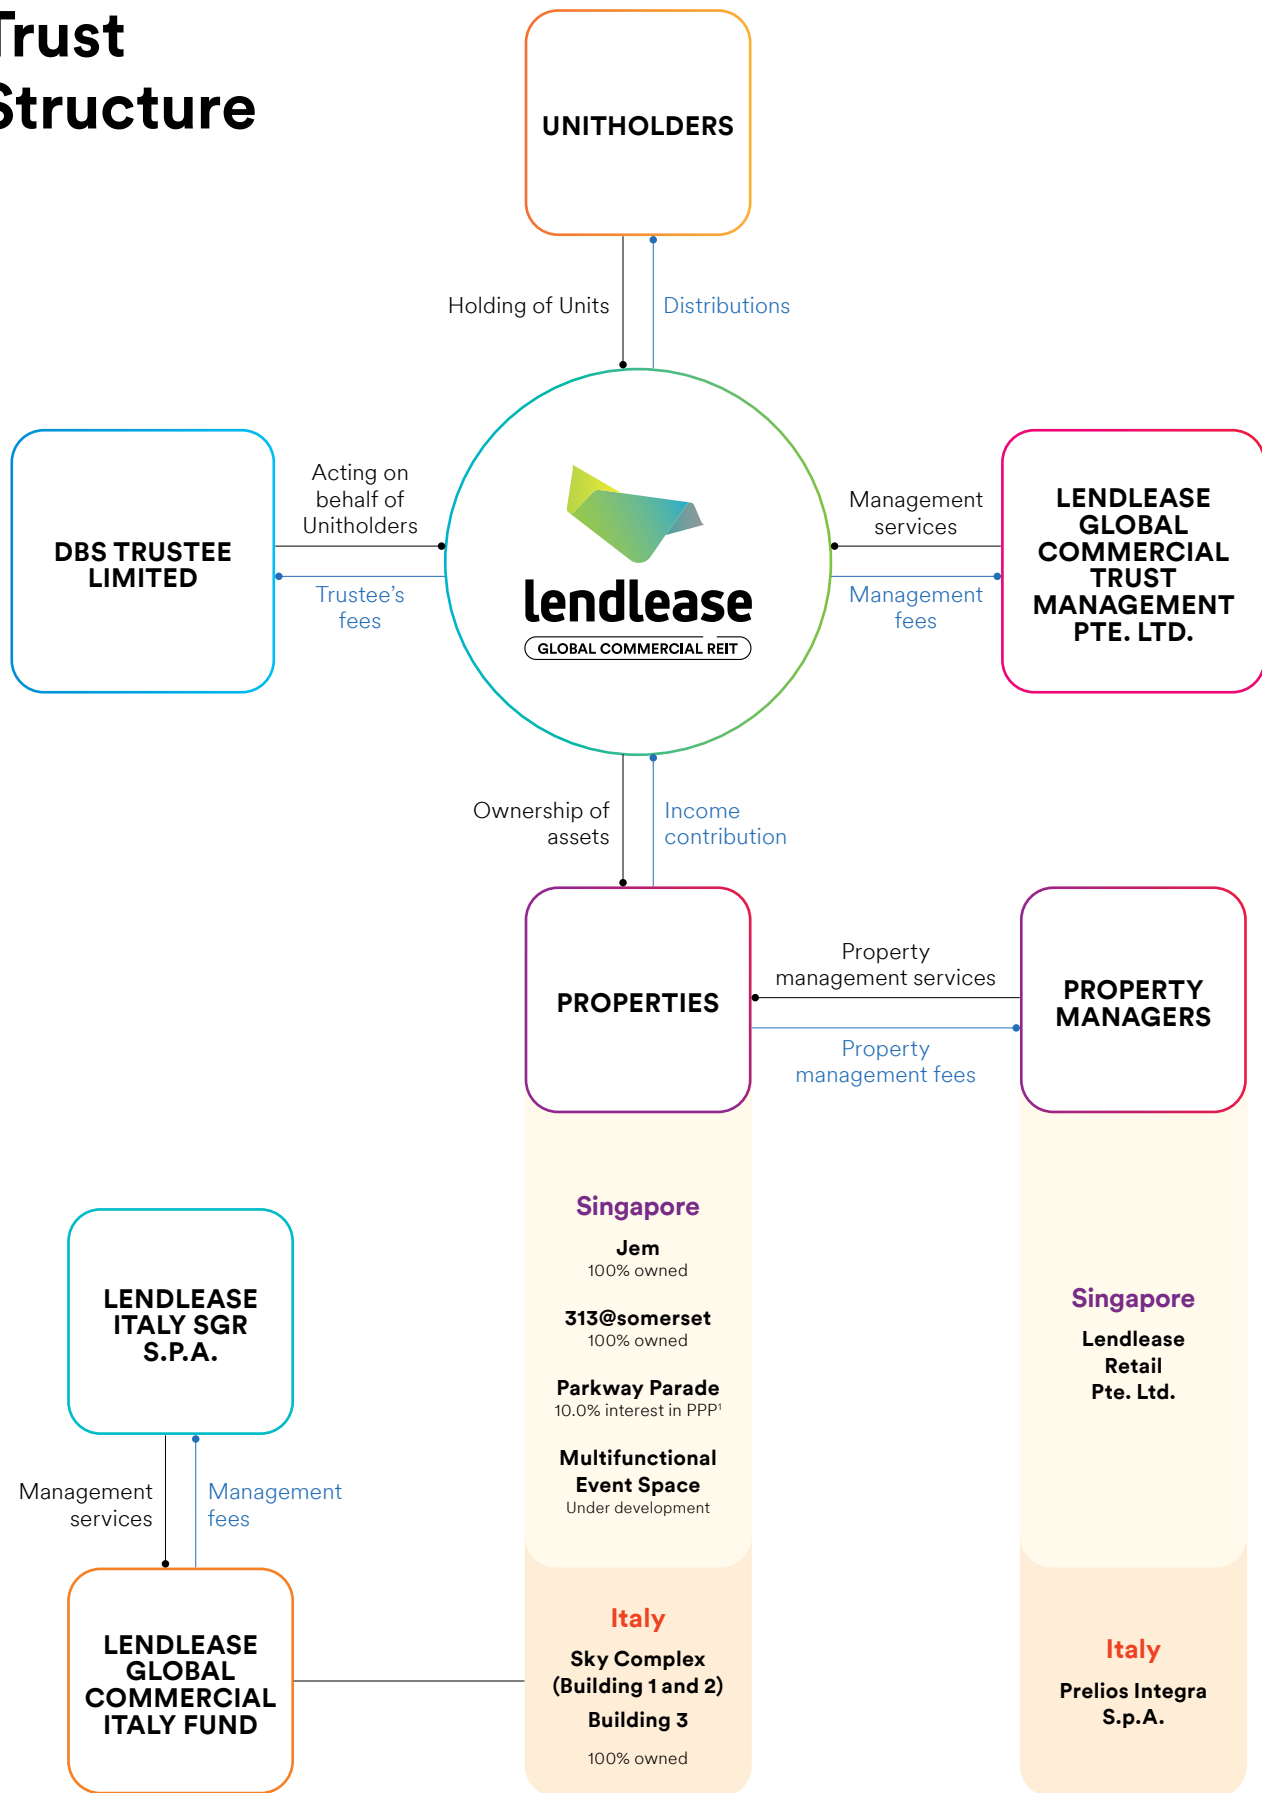 Trust
Structure
UNITHOLDERS
Holding of Units
Distributions
DBS TRUSTEE
LIMITED
Acting on
behalf of
Unitholders
Trustee's
fees
lendlease
GLOBAL COMMERCIAL REIT
Management
services
Management
fees
LENDLEASE
GLOBAL
COMMERCIAL
TRUST
MANAGEMENT
PTE. LTD.
Ownership of
assets
Income
contribution
PROPERTIES
Property
management services
Property
management fees
PROPERTY
MANAGERS
Singapore
Jem
100% owned
313@somerset
100% owned
Parkway Parade
10.0% interest in PPP¹
Multifunctional
Event Space
Under development
Italy
Sky Complex
(Building 1 and 2)
Building 3
100% owned
Singapore
Lendlease
Retail
Pte. Ltd.
Italy
Prelios Integra
S.p.A.
LENDLEASE
ITALY SGR
S.P.A.
Management
services
Management
fees
LENDLEASE
GLOBAL
COMMERCIAL
ITALY FUND